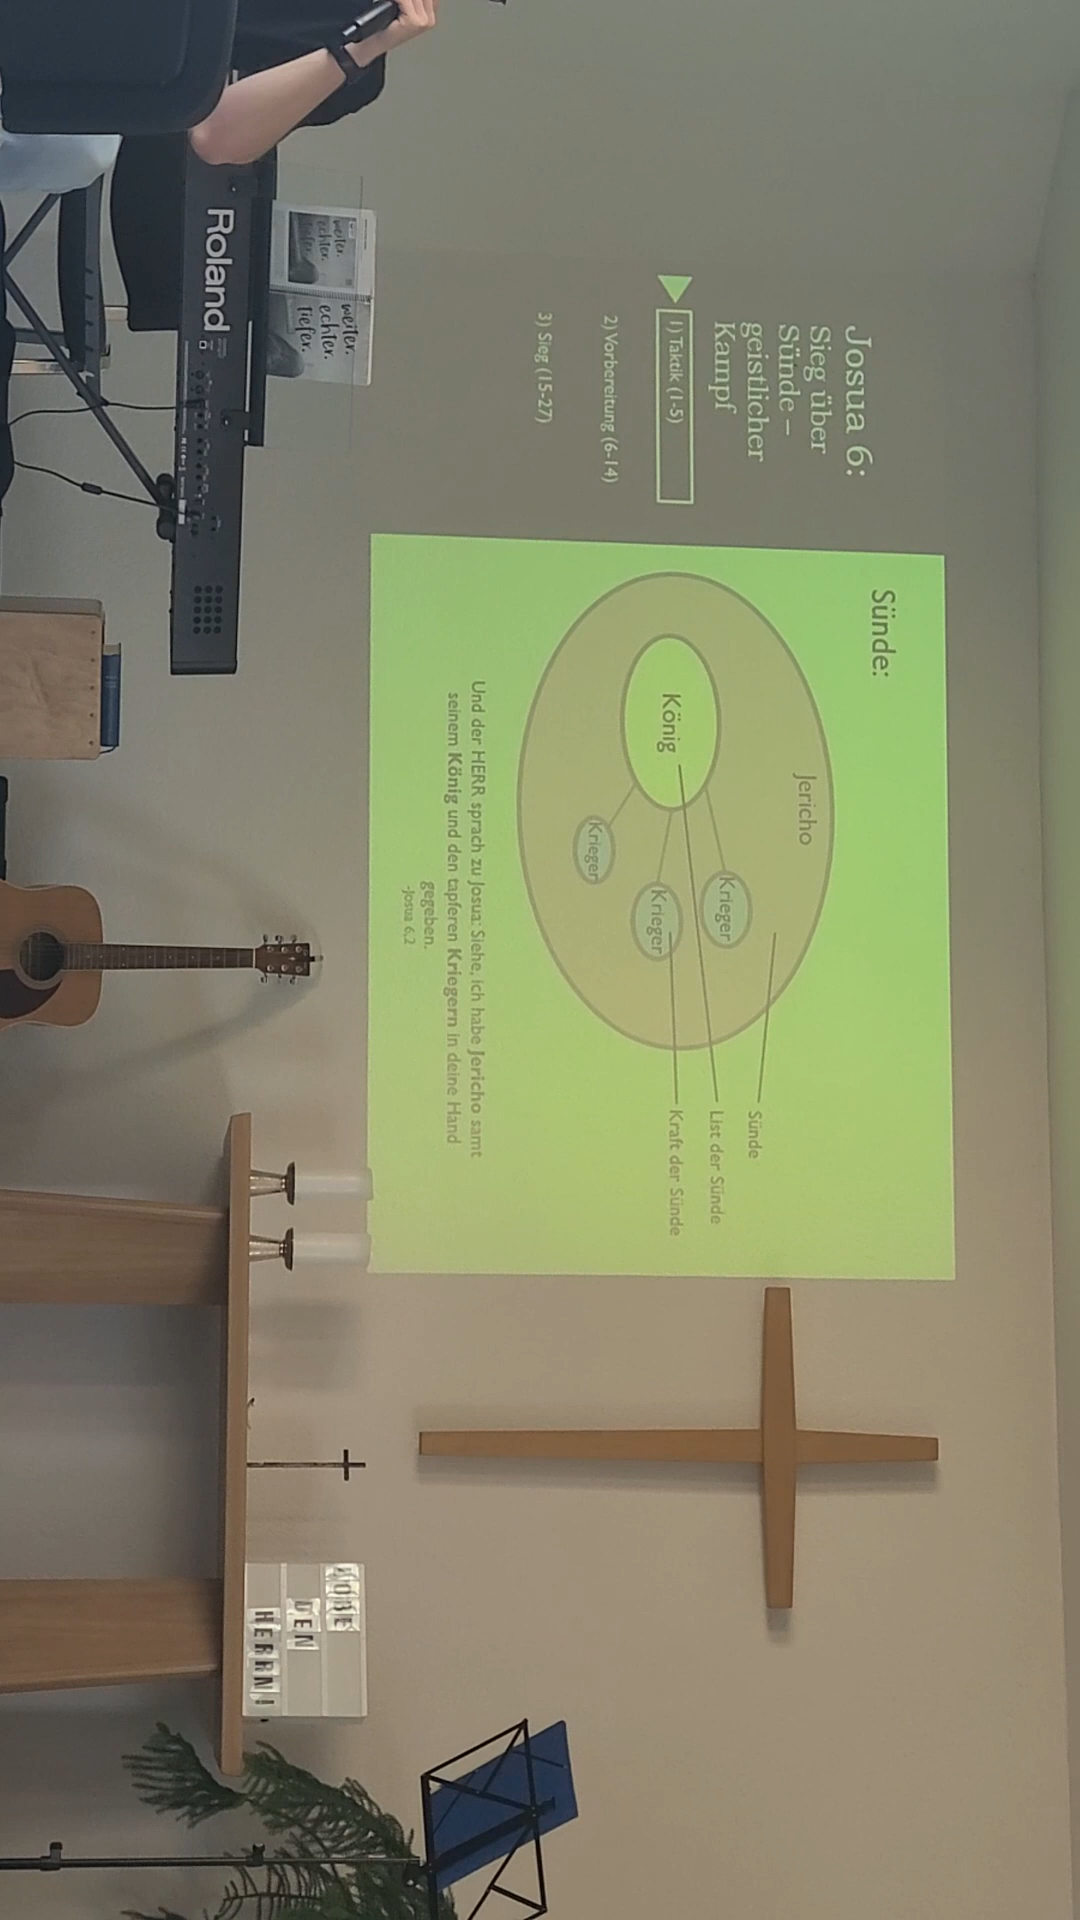 Josua 6:
Sieg über
Sünde –
geistlicher
Kampf
1) Taktik (1-5)
2) Vorbereitung (6-14)
3) Sieg (15-27)
Sünde:
Jericho
König
Krieger
Krieger
Krieger
Sünde
List der Sünde
Kraft der Sünde
Und der HERR sprach zu Josua: Siehe, ich habe Jericho samt
seinem König und den tapferen Kriegern in deine Hand
gegeben.
-Josua 6,2
weiter.
echter.
tiefer.
weiter.
echter.
tiefer.
Roland
LOBE
DEN
HERRN!